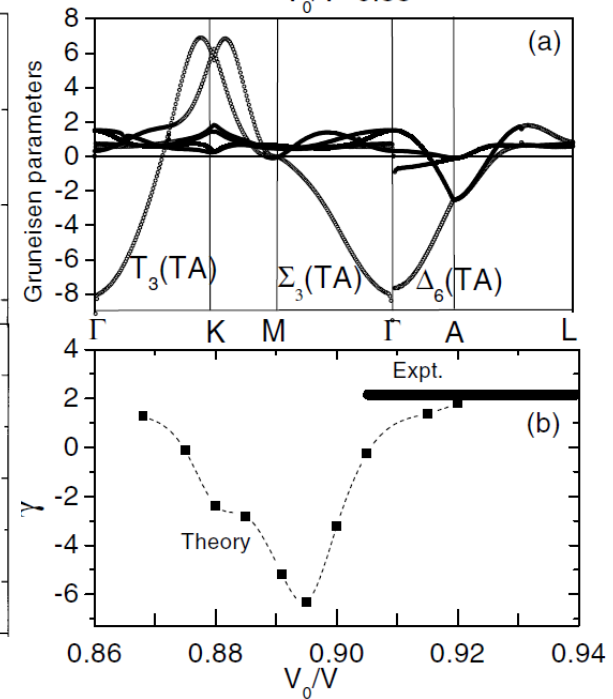 (a)
Gruneisen parameters
8
6
4
2
0
-2
-4
-6
-8
T3(TA)
Σ3(TA)
Δ6(TA)
Γ K M Γ A L
4
2
0
-2
-4
-6
γ
Expt.
(b)
Theory
0.86 0.88 0.90 0.92 0.94
V0/V